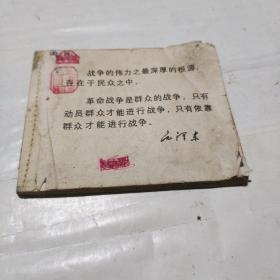 战争的伟力之最深厚的根源，
存在于民众之中。
革命战争是群众的战争，只有
动员群众才能进行战争，只有依靠
群众才能进行战争。
毛泽东